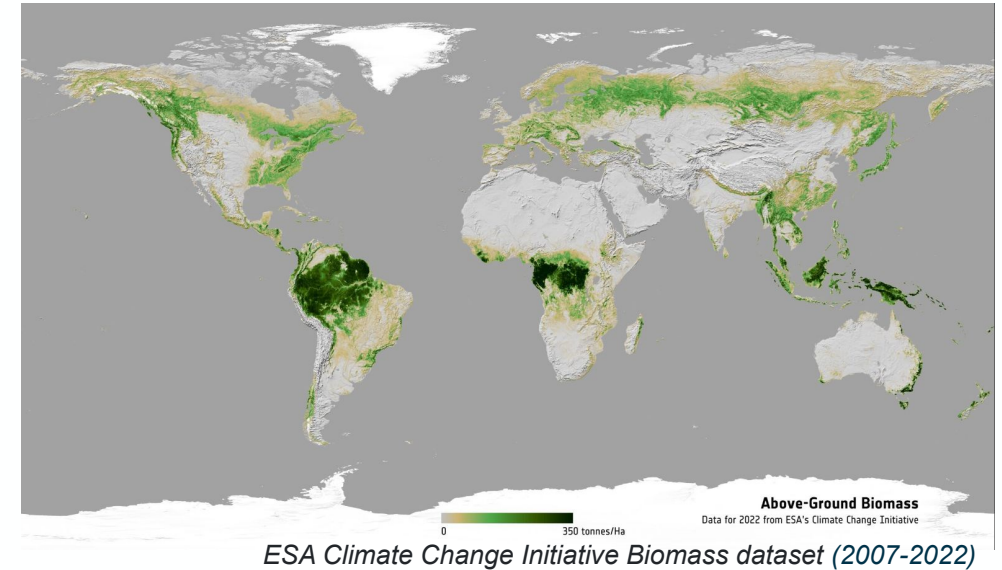 Above-Ground Biomass
Data for 2022 from ESA's Climate Change Initiative
0 350 tonnes/Ha
ESA Climate Change Initiative Biomass dataset (2007-2022)